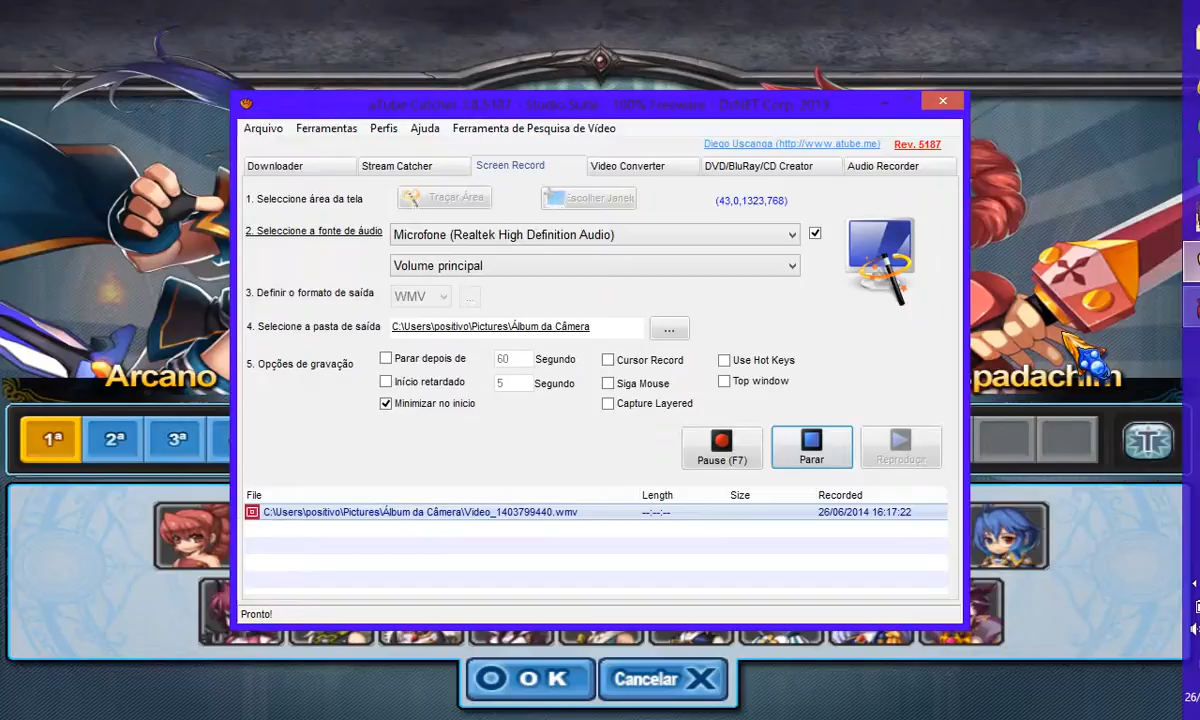 aTube Catcher 3.8.5187 - Studio Suite - 100% Freeware - DsNET Corp. 2013
Arquivo Ferramentas Perfis Ajuda Ferramenta de Pesquisa de Vídeo
Diego Uscanga (http://www.atube.me) Rev. 5187
Downloader Stream Catcher Screen Record Video Converter DVD/BluRay/CD Creator Audio Recorder
1. Seleccione área da tela Traçar Área Escolher Janel (43,0,1323,768)
2. Seleccione a fonte de áudio Microfone (Realtek High Definition Audio)
Volume principal
3. Definir o formato de saída WMV ...
4. Selecione a pasta de saída C:\Users\positivo\Pictures\Álbum da Câmera ...
5. Opções de gravação Parar depois de 60 Segundo Cursor Record Use Hot Keys
Início retardado 5 Segundo Siga Mouse Top window
Minimizar no inicio Capture Layered
Arcano
spadachim
1ª 2ª 3ª
Pause (F7) Parar Reproduçir
File Length Size Recorded
C:\Users\positivo\Pictures\Álbum da Câmera\Video_1403799440.wmv --:--:-- 26/06/2014 16:17:22
Pronto!
OK Cancelar X
26/